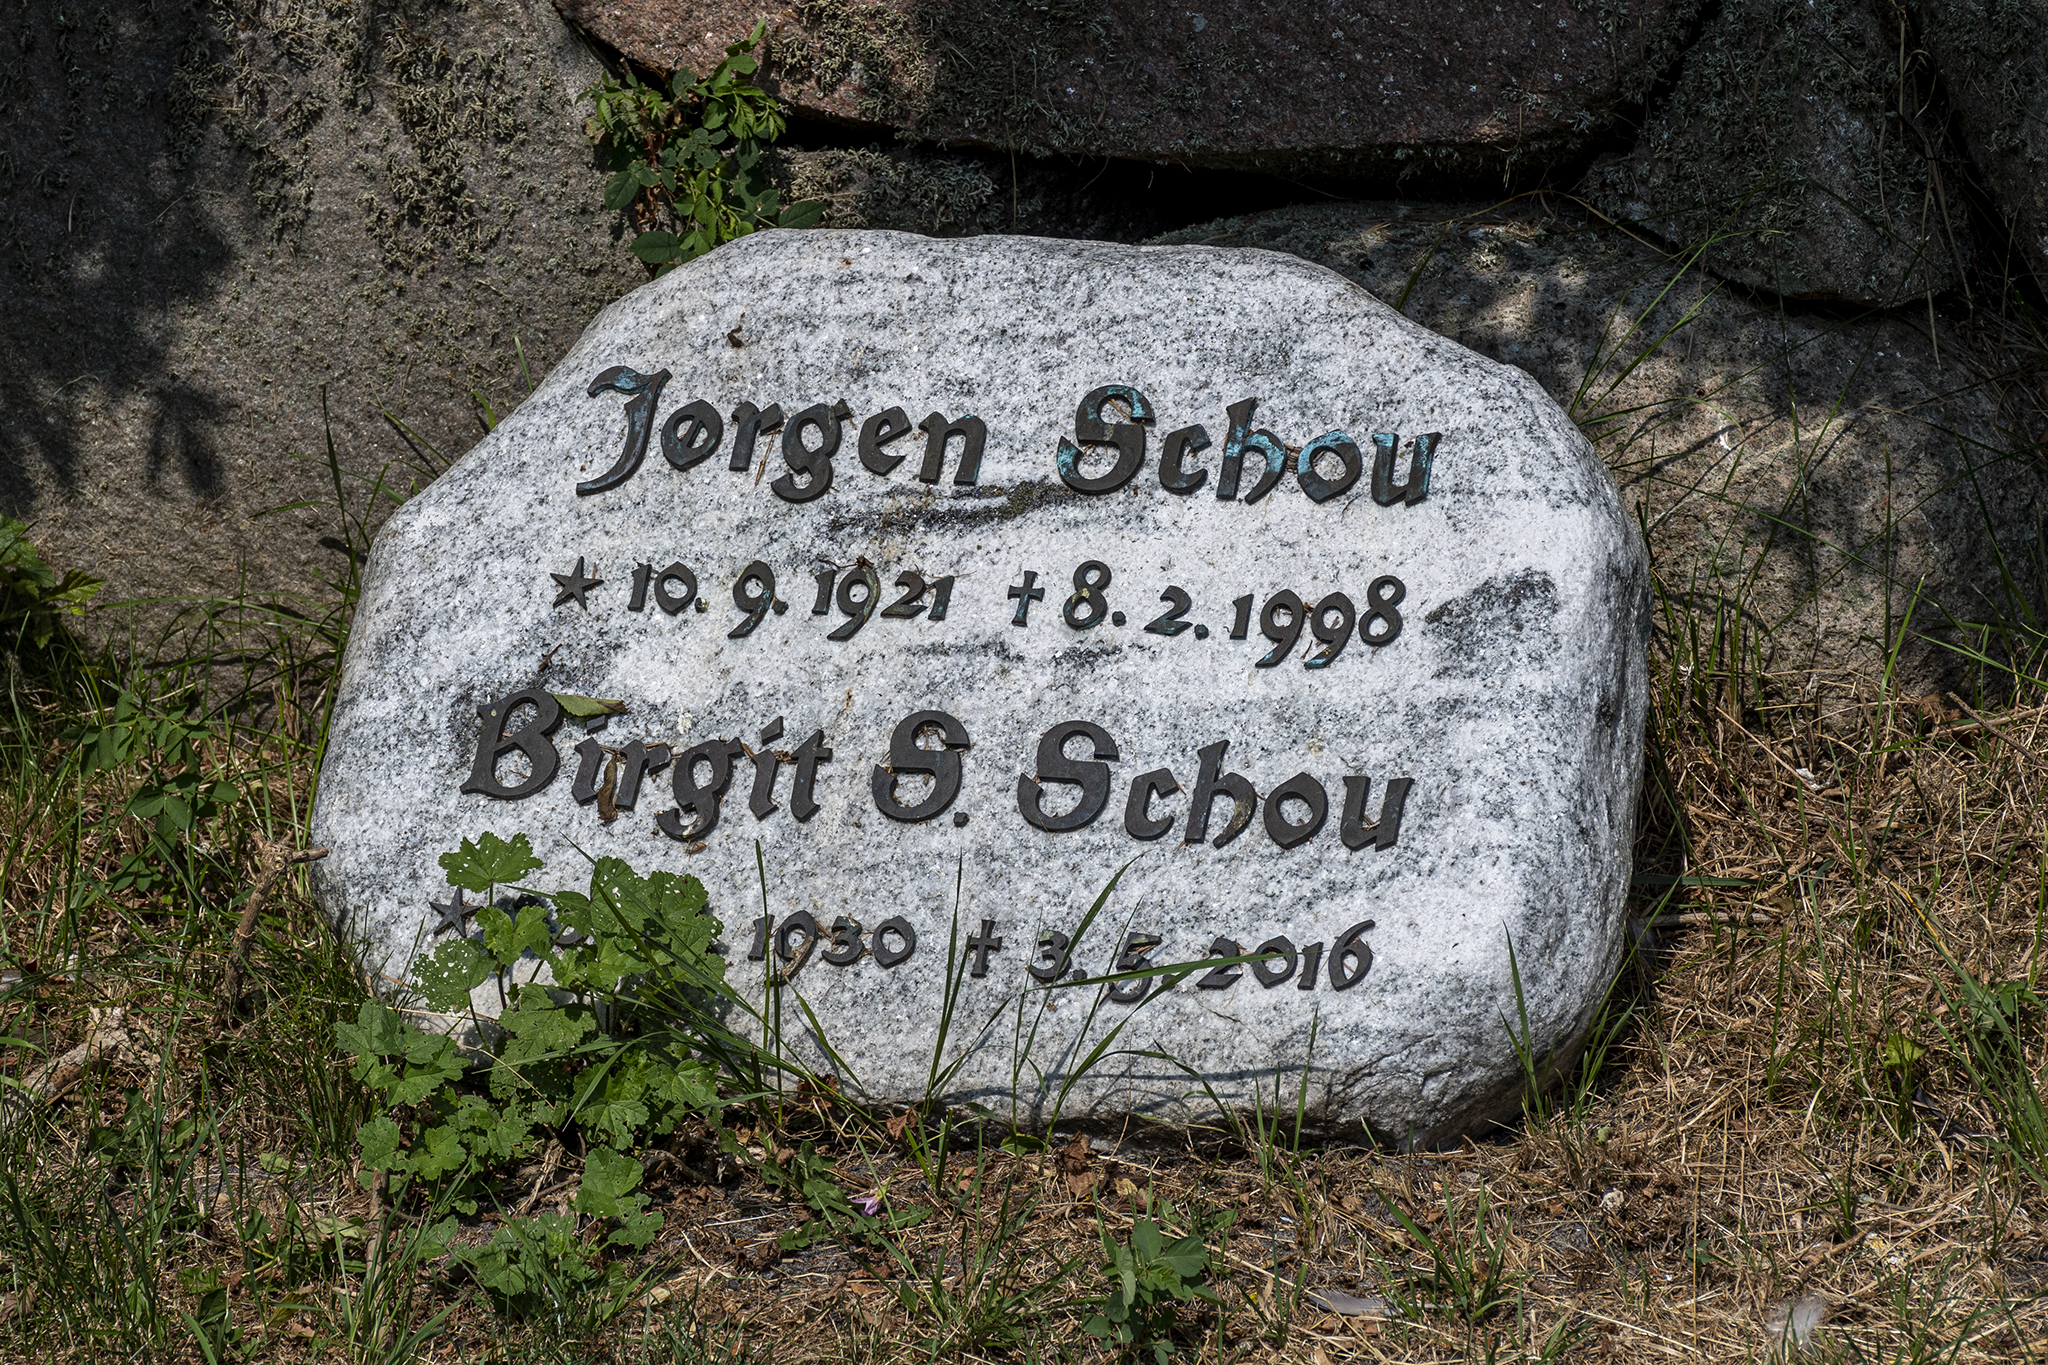 Jørgen Schou
★ 10. 9. 1921 ✝ 8. 2. 1998
Birgit S. Schou
★ 1930 ✝ 3. 5. 2016